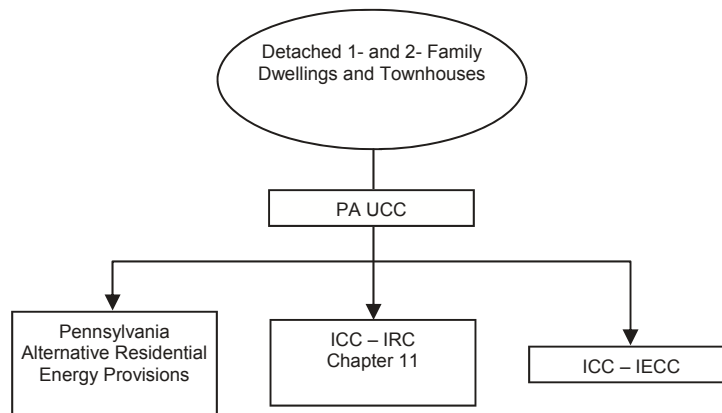 Detached 1- and 2- Family
Dwellings and Townhouses
PA UCC
Pennsylvania
Alternative Residential
Energy Provisions
ICC – IRC
Chapter 11
ICC – IECC